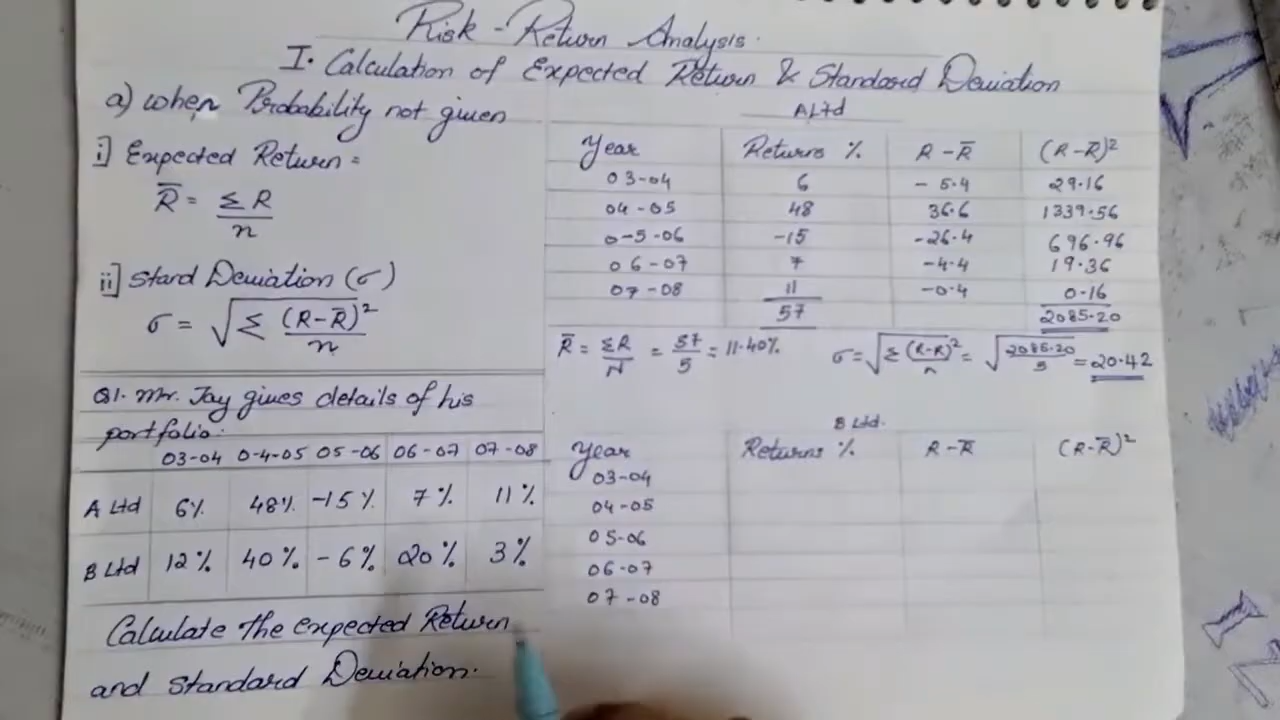 Risk - Return Analysis.
I. Calculation of Expected Return & Standard Deviation
a) when Probability not given
i] Expected Return =
R̅ = ΣR
n
ii] Stard Deviation (σ)
σ = √Σ (R-R̅)²
n
Q1. Mr. Jay gives details of his
portfolio.
03-04 0-4-05 05-06 06-07 07-08
A Ltd 6% 48% -15% 7% 11%
B Ltd 12% 40% -6% 20% 3%
Calculate the expected Return
and Standard Deviation.
A Ltd
Year Returns % R-R̅ (R-R̅)²
03-04 6 -5.4 29.16
04-05 48 36.6 1339.56
0-5-06 -15 -26.4 696.96
06-07 7 -4.4 19.36
07-08 11 -0.4 0.16
57 2085.20
R̅ = ΣR/N = 57/5 = 11.40% σ = √Σ(R-R)²/n = √2085.20/5 = 20.42
B Ltd.
Year Returns % R-R̅ (R-R̅)²
03-04
04-05
05-06
06-07
07-08